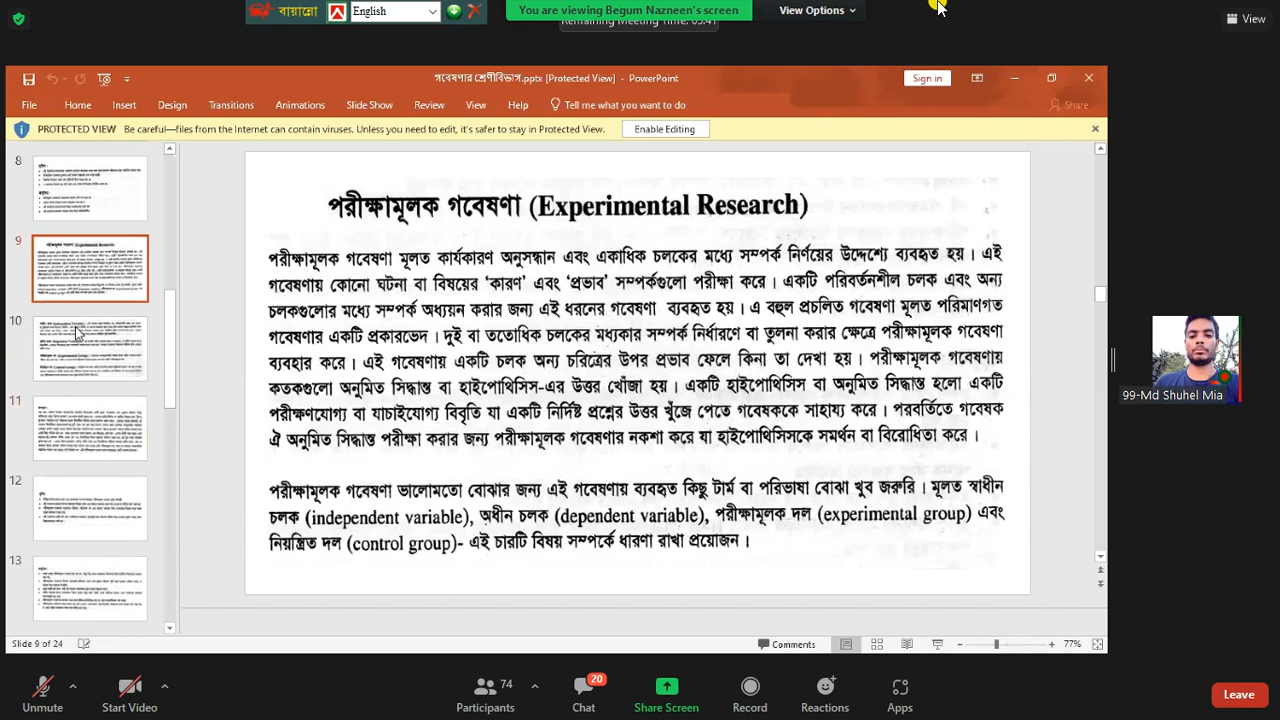 বায়ান্নো English
You are viewing Begum Nazneen's screen
View Options
View
গবেষণার শ্রেণীবিভাগ.pptx [Protected View] - PowerPoint
Sign in
File Home Insert Design Transitions Animations Slide Show Review View Help Tell me what you want to do Share
PROTECTED VIEW Be careful—files from the Internet can contain viruses. Unless you need to edit, it's safer to stay in Protected View. Enable Editing
8
9
10
11
12
13
পরীক্ষামূলক গবেষণা (Experimental Research)
পরীক্ষামূলক গবেষণা মূলত কার্যকারণ অনুসন্ধান এবং একাধিক চলকের মধ্যে সম্পর্ক নির্ণয়ের উদ্দেশ্যে ব্যবহৃত হয়। এই
গবেষণায় কোনো ঘটনা বা বিষয়ের 'কারণ' এবং প্রভাব' সম্পর্কগুলো পরীক্ষা করে। একটি পরিবর্তনশীল চলক এবং অন্য
চলকগুলোর মধ্যে সম্পর্ক অধ্যয়ন করার জন্য এই ধরনের গবেষণা ব্যবহৃত হয়। এ বহুল প্রচলিত গবেষণা মূলত পরিমাণগত
গবেষণার একটি প্রকারভেদ। দুই বা ততোধিক চলকের মধ্যকার সম্পর্ক নির্ধারণে ও তুলনা করার ক্ষেত্রে পরীক্ষামূলক গবেষণা
ব্যবহার করে। এই গবেষণায় একটি চলক অন্য চরিত্রের উপর প্রভাব ফেলে কিনা তা দেখা হয়। পরীক্ষামূলক গবেষণায়
কতকগুলো অনুমিত সিদ্ধান্ত বা হাইপোথিসিস-এর উত্তর খোঁজা হয়। একটি হাইপোথিসিস বা অনুমিত সিদ্ধান্ত হলো একটি
পরীক্ষণযোগ্য বা যাচাইযোগ্য বিবৃতি যা একটি নির্দিষ্ট প্রশ্নের উত্তর খুঁজে পেতে গবেষককে সাহায্য করে। পরবর্তিতে গবেষক
ঐ অনুমিত সিদ্ধান্ত পরীক্ষা করার জন্য পরীক্ষামূলক গবেষণার নকশা করে যা হাইপোথিসিসকে সমর্থন বা বিরোধিতা করে।
পরীক্ষামূলক গবেষণা ভালোমতো বোঝার জন্য এই গবেষণায় ব্যবহৃত কিছু টার্ম বা পরিভাষা বোঝা খুব জরুরি। মূলত স্বাধীন
চলক (independent variable), অধীন চলক (dependent variable), পরীক্ষামূলক দল (experimental group) এবং
নিয়ন্ত্রিত দল (control group)- এই চারটি বিষয় সম্পর্কে ধারণা রাখা প্রয়োজন।
99-Md Shuhel Mia
Slide 9 of 24 Comments 77%
Unmute Start Video 74 Participants 20 Chat Share Screen Record Reactions Apps Leave